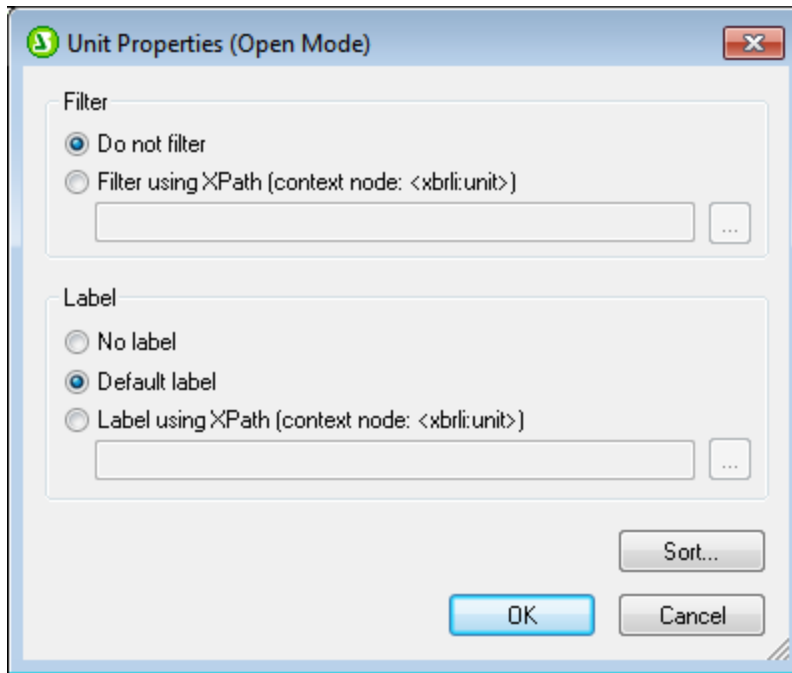 Unit Properties (Open Mode)
Filter
Do not filter
Filter using XPath (context node: <xbrli:unit>)
...
Label
No label
Default label
Label using XPath (context node: <xbrli:unit>)
...
Sort...
OK
Cancel